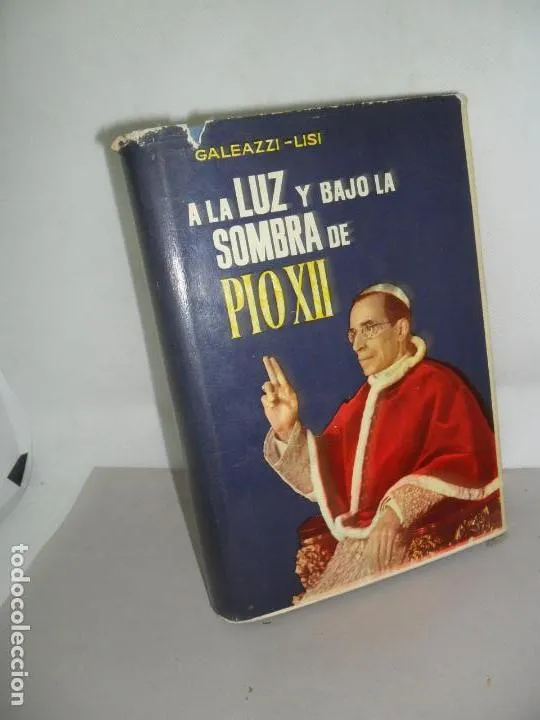 GALEAZZI-LISI
A LA LUZ Y BAJO LA
SOMBRA DE
PIO XII
todocoleccion